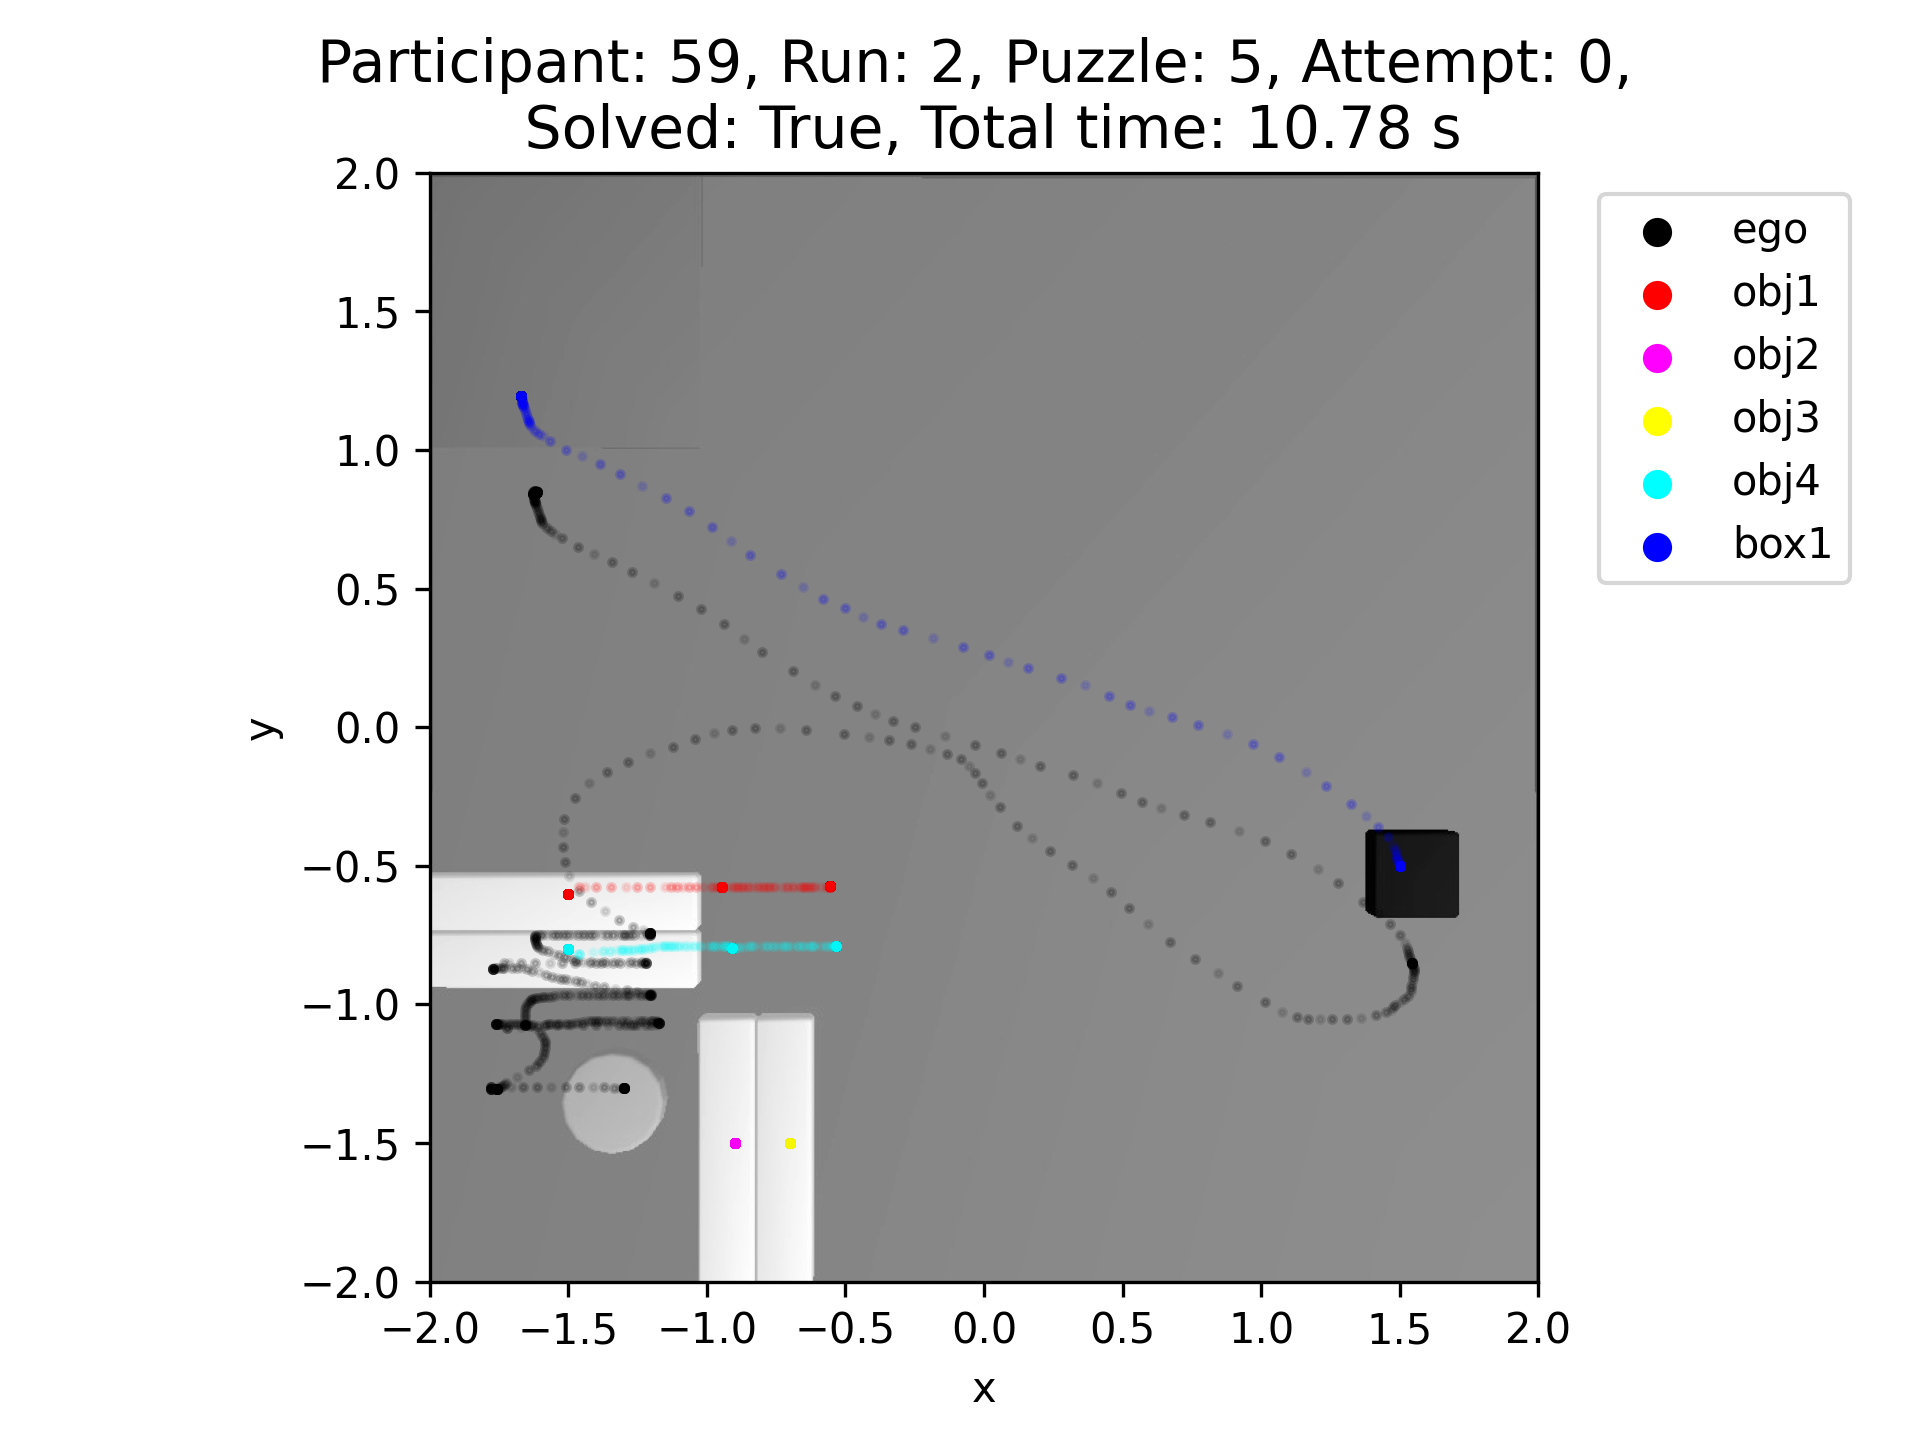 Participant: 59, Run: 2, Puzzle: 5, Attempt: 0,
Solved: True, Total time: 10.78 s
2.0
1.5
1.0
0.5
0.0
−0.5
−1.0
−1.5
−2.0
y
−2.0 −1.5 −1.0 −0.5 0.0 0.5 1.0 1.5 2.0
x
ego
obj1
obj2
obj3
obj4
box1